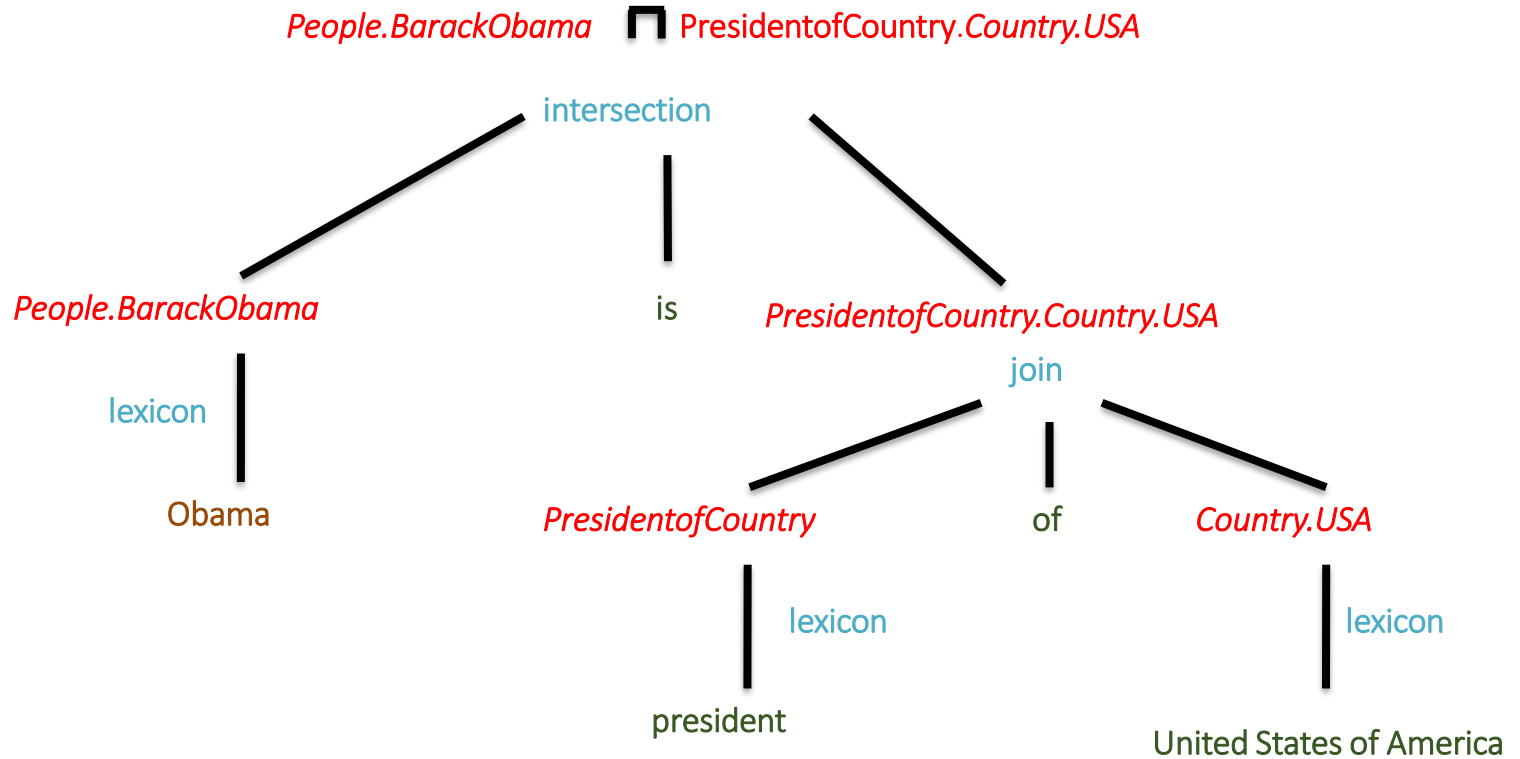 People.BarackObama ⊓ PresidentofCountry.Country.USA
intersection
People.BarackObama
is
PresidentofCountry.Country.USA
join
lexicon
Obama
PresidentofCountry
of
Country.USA
lexicon
lexicon
president
United States of America